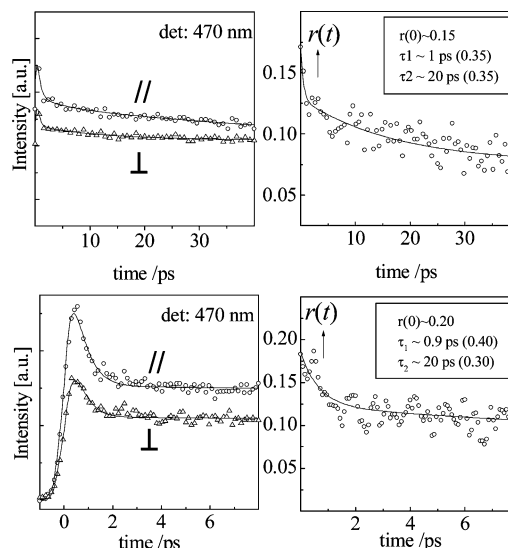 det: 470 nm
//
⊥
Intensity [a.u.]
10 20 30
time /ps
r(t)
r(0)~0.15
τ1 ~ 1 ps (0.35)
τ2 ~ 20 ps (0.35)
0.15
0.10
0.05
10 20 30
time /ps
det: 470 nm
//
⊥
Intensity [a.u.]
0 2 4 6
time /ps
r(t)
r(0)~0.20
τ1 ~ 0.9 ps (0.40)
τ2 ~ 20 ps (0.30)
0.20
0.15
0.10
0.05
2 4 6
time /ps